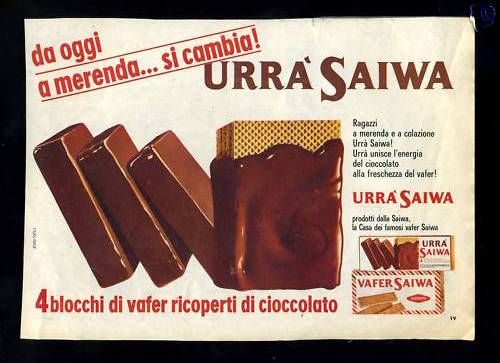 da oggi
a merenda... si cambia!
URRÀ SAIWA
Ragazzi
a merenda e a colazione
Urrà Saiwa!
Urrà unisce l'energia
del cioccolato
alla freschezza del vafer!
URRÀ SAIWA
prodotti dalla Saiwa,
la Casa dei famosi vafer Saiwa
URRÀ
SAIWA
VAFER SAIWA
4 blocchi di vafer ricoperti di cioccolato
19